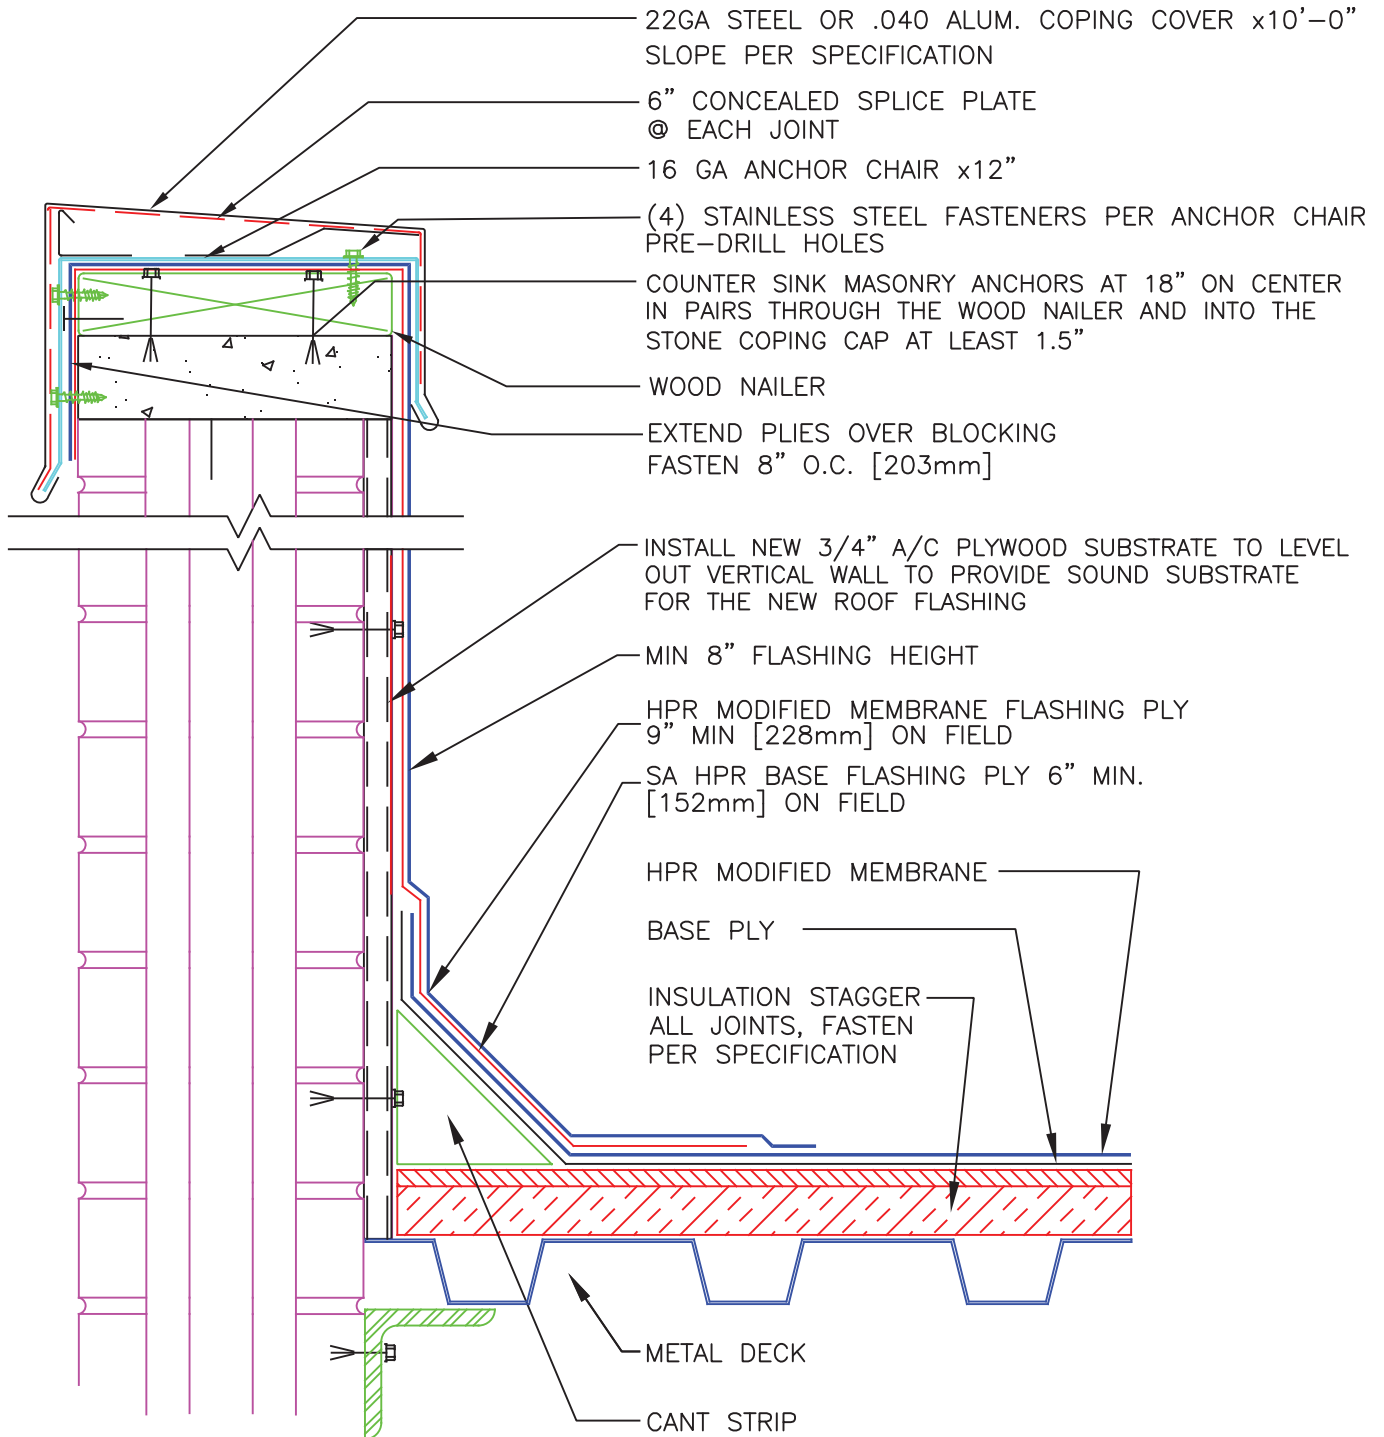 22GA STEEL OR .040 ALUM. COPING COVER x10'-0"
SLOPE PER SPECIFICATION
6" CONCEALED SPLICE PLATE
@ EACH JOINT
16 GA ANCHOR CHAIR x12"
(4) STAINLESS STEEL FASTENERS PER ANCHOR CHAIR
PRE-DRILL HOLES
COUNTER SINK MASONRY ANCHORS AT 18" ON CENTER
IN PAIRS THROUGH THE WOOD NAILER AND INTO THE
STONE COPING CAP AT LEAST 1.5"
WOOD NAILER
EXTEND PLIES OVER BLOCKING
FASTEN 8" O.C. [203mm]
INSTALL NEW 3/4" A/C PLYWOOD SUBSTRATE TO LEVEL
OUT VERTICAL WALL TO PROVIDE SOUND SUBSTRATE
FOR THE NEW ROOF FLASHING
MIN 8" FLASHING HEIGHT
HPR MODIFIED MEMBRANE FLASHING PLY
9" MIN [228mm] ON FIELD
SA HPR BASE FLASHING PLY 6" MIN.
[152mm] ON FIELD
HPR MODIFIED MEMBRANE
BASE PLY
INSULATION STAGGER
ALL JOINTS, FASTEN
PER SPECIFICATION
METAL DECK
CANT STRIP